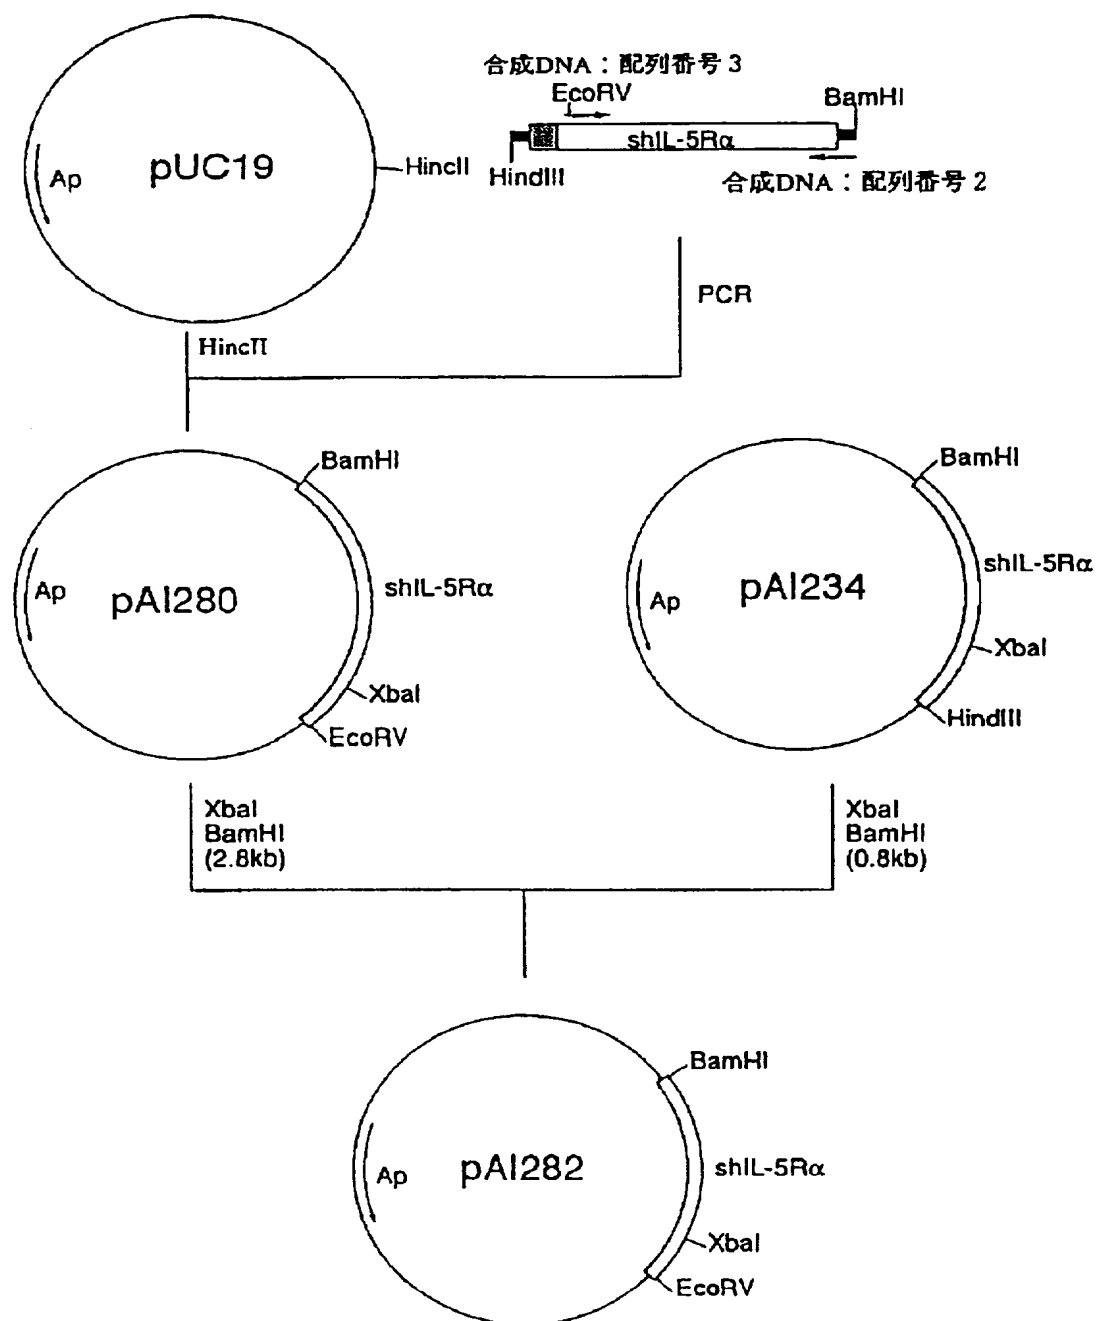 合成DNA：配列番号3
EcoRV
BamHI
pUC19
Ap
HincII
shIL-5Rα
HindIII
合成DNA：配列番号2
PCR
HincII
BamHI
shIL-5Rα
Ap
pAI280
XbaI
EcoRV
BamHI
shIL-5Rα
Ap
pAI234
XbaI
HindIII
XbaI
BamHI
(2.8kb)
XbaI
BamHI
(0.8kb)
BamHI
shIL-5Rα
Ap
pAI282
XbaI
EcoRV